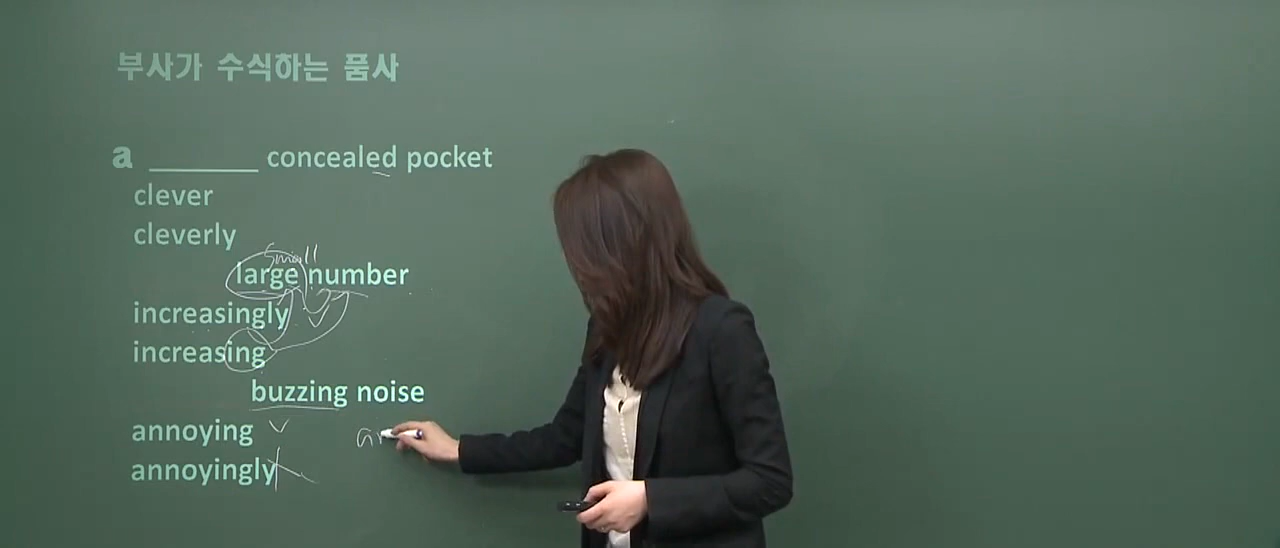 부사가 수식하는 품사
a ________ concealed pocket
clever
cleverly
small
large number
increasingly
increasing
buzzing noise
annoying
annoyingly